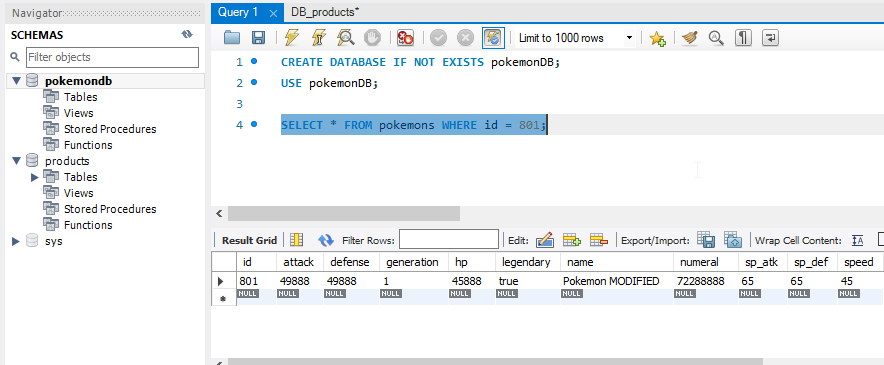 Navigator
SCHEMAS
Filter objects
pokemondb
Tables
Views
Stored Procedures
Functions
products
Tables
Views
Stored Procedures
Functions
sys
Query 1 DB_products*
Limit to 1000 rows
1 CREATE DATABASE IF NOT EXISTS pokemonDB;
2 USE pokemonDB;
3
4 SELECT * FROM pokemons WHERE id = 801;
Result Grid Filter Rows: Edit: Export/Import: Wrap Cell Content: IA
id attack defense generation hp legendary name numeral sp_atk sp_def speed
801 49888 49888 1 45888 true Pokemon MODIFIED 72288888 65 65 45
NULL NULL NULL NULL NULL NULL NULL NULL NULL NULL NULL